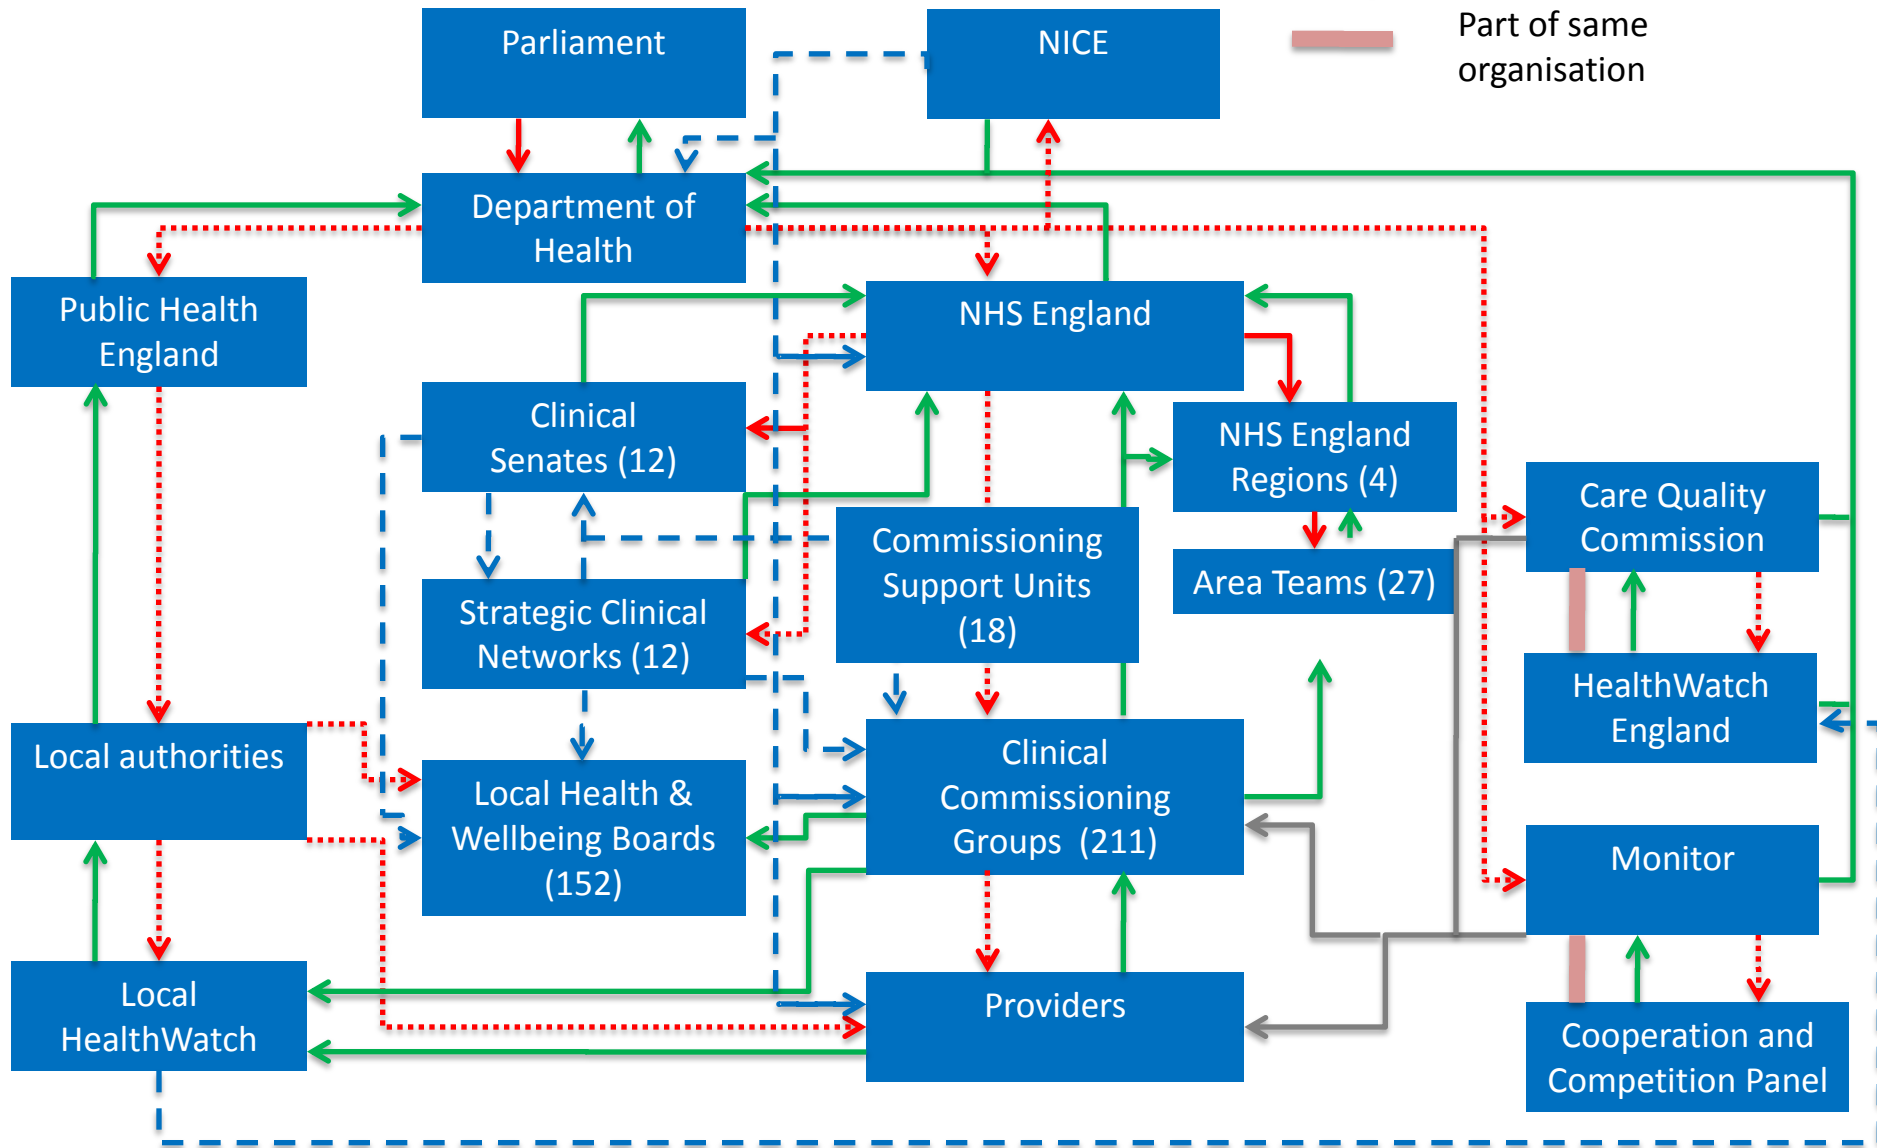 Parliament
NICE
Part of same
organisation
Department of
Health
Public Health
England
NHS England
Clinical
Senates (12)
NHS England
Regions (4)
Care Quality
Commission
Commissioning
Support Units
(18)
Area Teams (27)
Strategic Clinical
Networks (12)
HealthWatch
England
Local authorities
Local Health &
Wellbeing Boards
(152)
Clinical
Commissioning
Groups (211)
Monitor
Local
HealthWatch
Providers
Cooperation and
Competition Panel